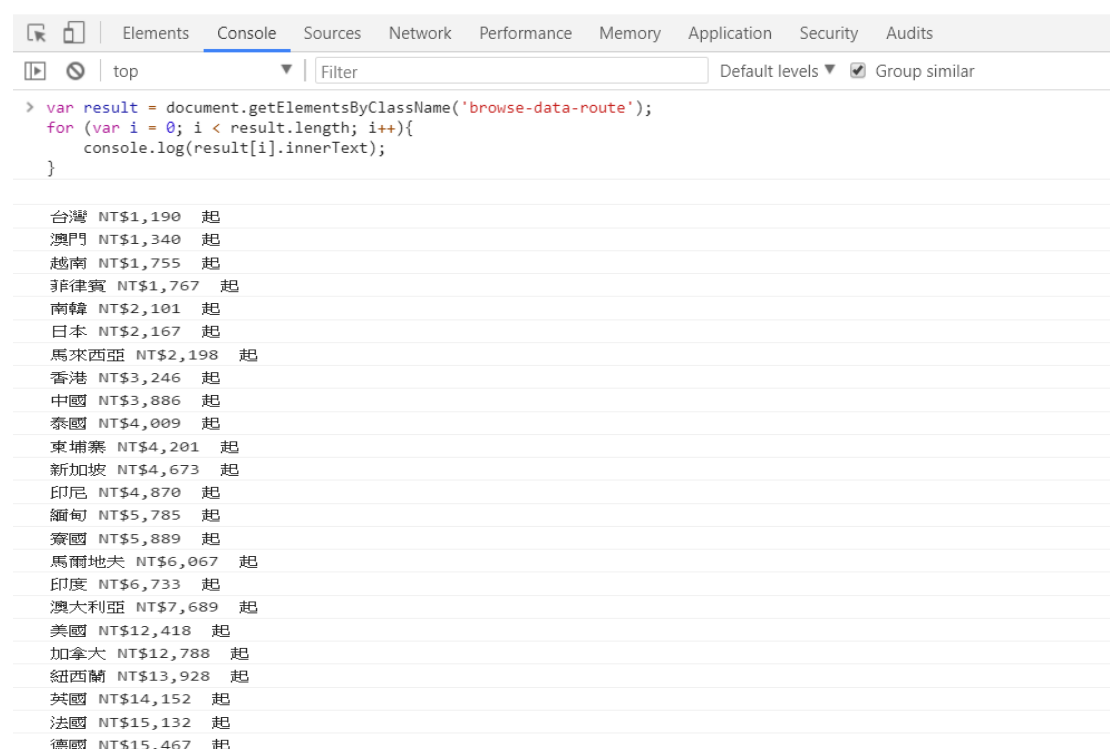 Elements Console Sources Network Performance Memory Application Security Audits
top Filter Default levels Group similar
var result = document.getElementsByClassName('browse-data-route');
for (var i = 0; i < result.length; i++){
console.log(result[i].innerText);
}
台灣 NT$1,190 起
澳門 NT$1,340 起
越南 NT$1,755 起
菲律賓 NT$1,767 起
南韓 NT$2,101 起
日本 NT$2,167 起
馬來西亞 NT$2,198 起
香港 NT$3,246 起
中國 NT$3,886 起
泰國 NT$4,009 起
柬埔寨 NT$4,201 起
新加坡 NT$4,673 起
印尼 NT$4,870 起
緬甸 NT$5,785 起
寮國 NT$5,889 起
馬爾地夫 NT$6,067 起
印度 NT$6,733 起
澳大利亞 NT$7,689 起
美國 NT$12,418 起
加拿大 NT$12,788 起
紐西蘭 NT$13,928 起
英國 NT$14,152 起
法國 NT$15,132 起
德國 NT$15,467 起